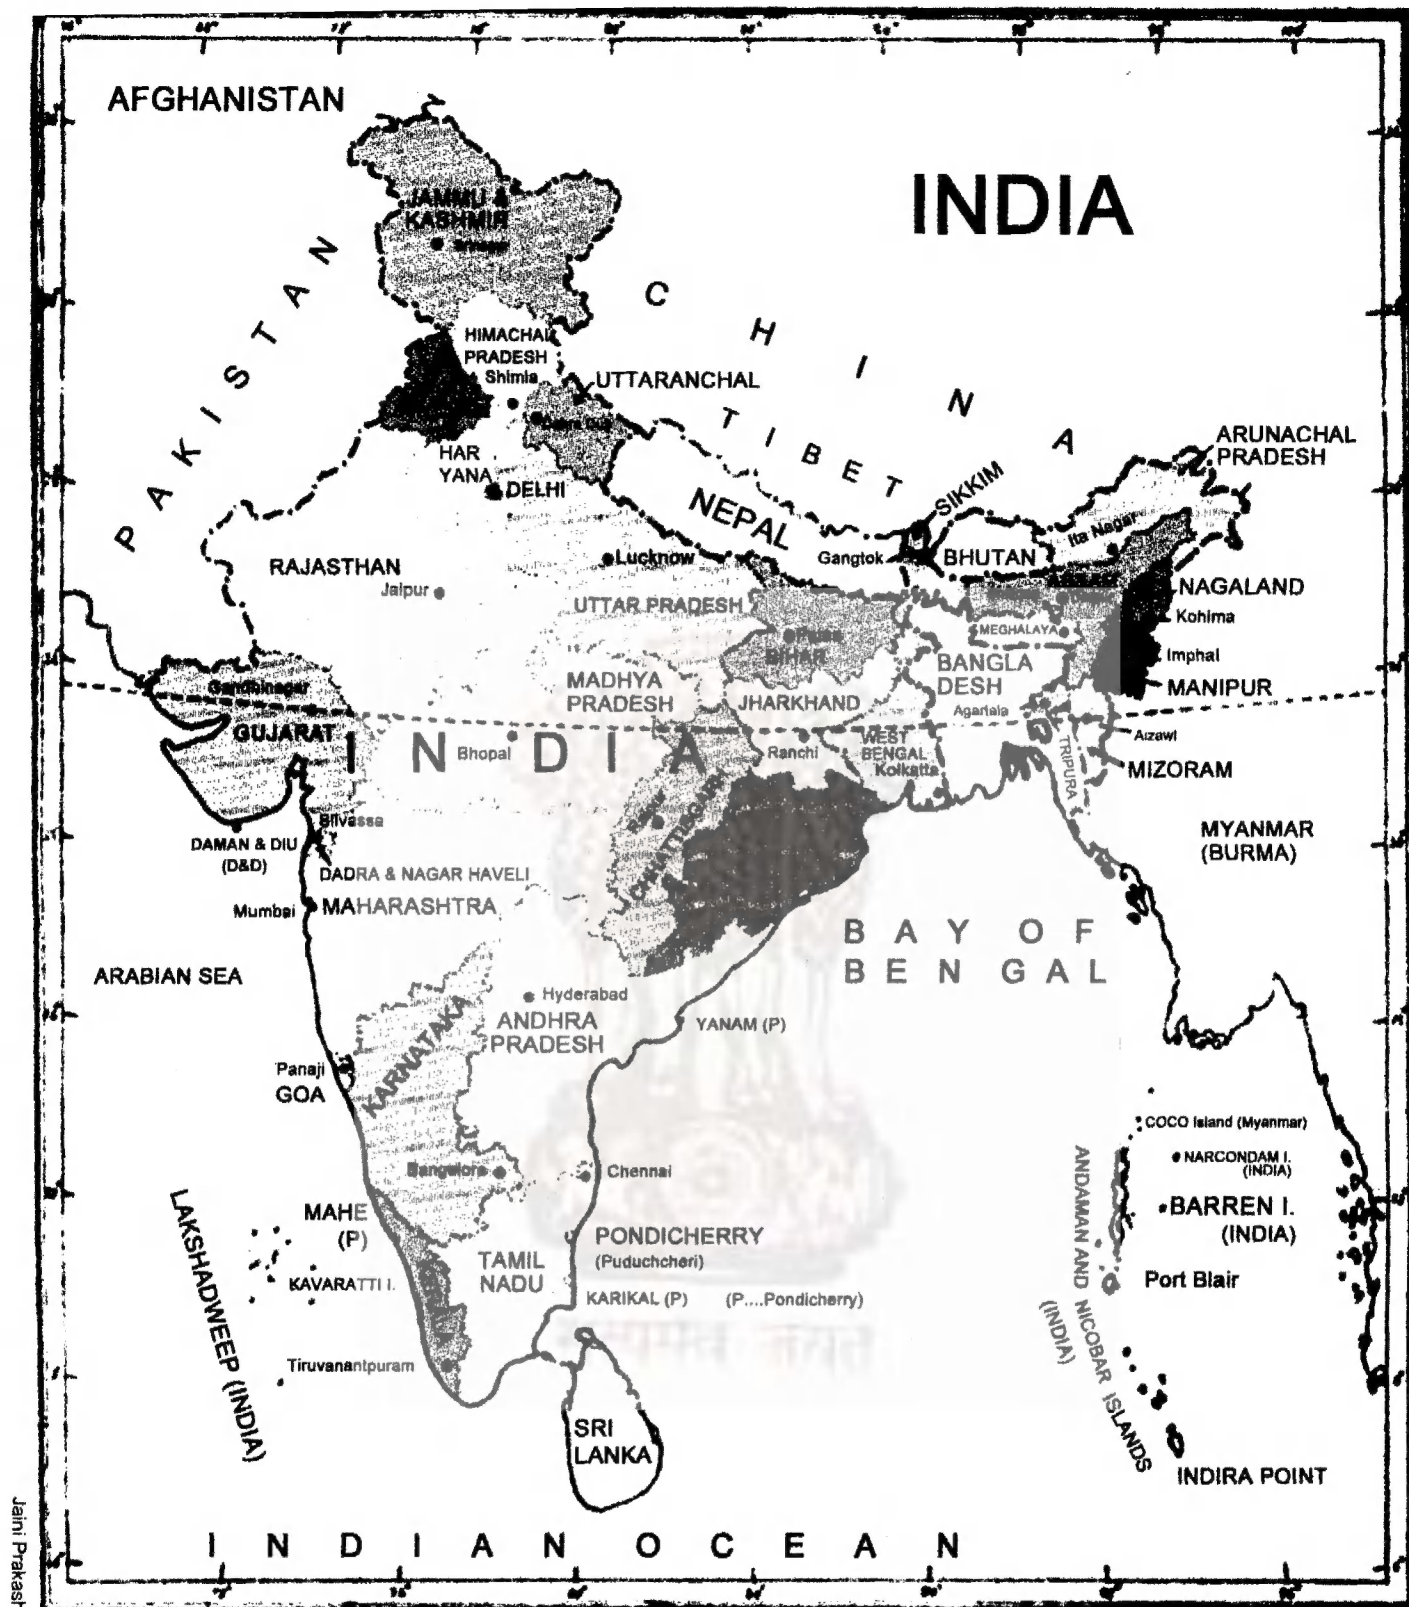 AFGHANISTAN
INDIA
JAMMU &
KASHMIR
PAKISTAN
CHINA
HIMACHAL
PRADESH
Shimla
UTTARANCHAL
TIBET
ARUNACHAL
PRADESH
HAR
YANA
DELHI
NEPAL
SIKKIM
Ita Nagar
Gangtok
BHUTAN
Lucknow
RAJASTHAN
Jaipur
ASSAM
NAGALAND
UTTAR PRADESH
Kohima
MEGHALAYA
BIHAR
Imphal
BANGLA
DESH
MANIPUR
Gandhinagar
MADHYA
PRADESH
JHARKHAND
Agartala
GUJARAT
INDIA
Bhopal
Ranchi
WEST
BENGAL
Kolkatta
Aizawl
TRIPURA
MIZORAM
CHHATTISGARH
Silvassa
DAMAN & DIU
(D&D)
DADRA & NAGAR HAVELI
MYANMAR
(BURMA)
Mumbai
MAHARASHTRA
BAY OF
BENGAL
ARABIAN SEA
Hyderabad
KARNATAKA
ANDHRA
PRADESH
YANAM (P)
Panaji
GOA
COCO Island (Myanmar)
NARCONDAM I.
(INDIA)
Bangalore
Chennai
BARREN I.
(INDIA)
MAHE
(P)
LAKSHADWEEP (INDIA)
KAVARATTI I.
TAMIL
NADU
PONDICHERRY
(Puduchcheri)
KARIKAL (P)
(P....Pondicherry)
Port Blair
ANDAMAN AND NICOBAR ISLANDS
(INDIA)
Tiruvanantpuram
SRI
LANKA
INDIRA POINT
INDIAN OCEAN
Jaini Prakash